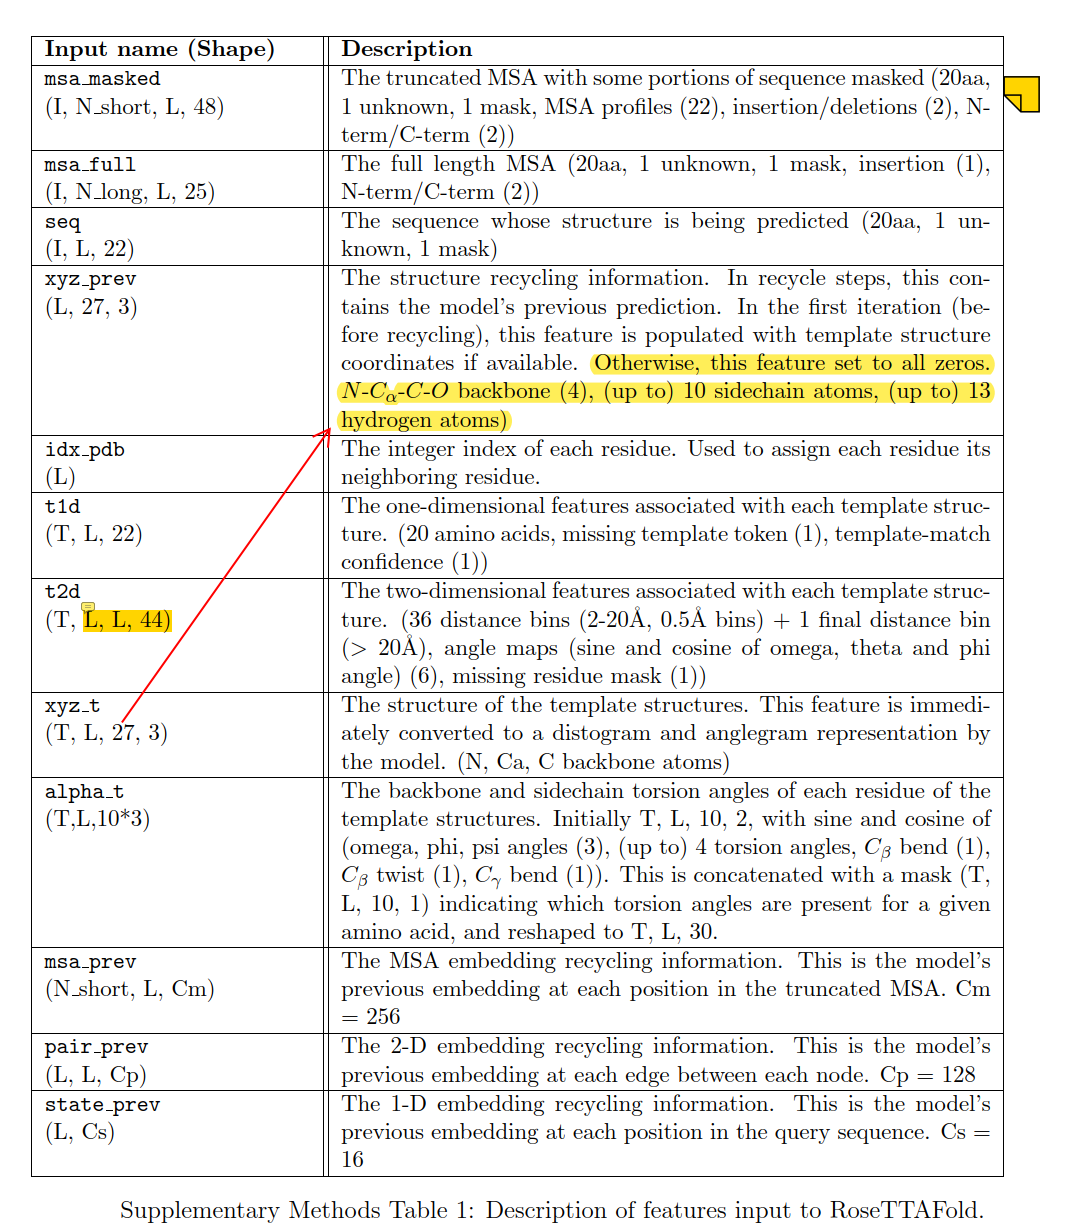 Input name (Shape) Description
msa_masked The truncated MSA with some portions of sequence masked (20aa,
(I, N_short, L, 48) 1 unknown, 1 mask, MSA profiles (22), insertion/deletions (2), N-
term/C-term (2))
msa_full The full length MSA (20aa, 1 unknown, 1 mask, insertion (1),
(I, N_long, L, 25) N-term/C-term (2))
seq The sequence whose structure is being predicted (20aa, 1 un-
(I, L, 22) known, 1 mask)
xyz_prev The structure recycling information. In recycle steps, this con-
(L, 27, 3) tains the model's previous prediction. In the first iteration (be-
fore recycling), this feature is populated with template structure
coordinates if available. Otherwise, this feature set to all zeros.
N-Cα-C-O backbone (4), (up to) 10 sidechain atoms, (up to) 13
hydrogen atoms)
idx_pdb The integer index of each residue. Used to assign each residue its
(L) neighboring residue.
t1d The one-dimensional features associated with each template struc-
(T, L, 22) ture. (20 amino acids, missing template token (1), template-match
confidence (1))
t2d The two-dimensional features associated with each template struc-
(T, L, L, 44) ture. (36 distance bins (2-20Å, 0.5Å bins) + 1 final distance bin
(> 20Å), angle maps (sine and cosine of omega, theta and phi
angle) (6), missing residue mask (1))
xyz_t The structure of the template structures. This feature is immedi-
(T, L, 27, 3) ately converted to a distogram and anglegram representation by
the model. (N, Ca, C backbone atoms)
alpha_t The backbone and sidechain torsion angles of each residue of the
(T,L,10*3) template structures. Initially T, L, 10, 2, with sine and cosine of
(omega, phi, psi angles (3), (up to) 4 torsion angles, Cβ bend (1),
Cβ twist (1), Cγ bend (1)). This is concatenated with a mask (T,
L, 10, 1) indicating which torsion angles are present for a given
amino acid, and reshaped to T, L, 30.
msa_prev The MSA embedding recycling information. This is the model's
(N_short, L, Cm) previous embedding at each position in the truncated MSA. Cm
= 256
pair_prev The 2-D embedding recycling information. This is the model's
(L, L, Cp) previous embedding at each edge between each node. Cp = 128
state_prev The 1-D embedding recycling information. This is the model's
(L, Cs) previous embedding at each position in the query sequence. Cs =
16
Supplementary Methods Table 1: Description of features input to RoseTTAFold.